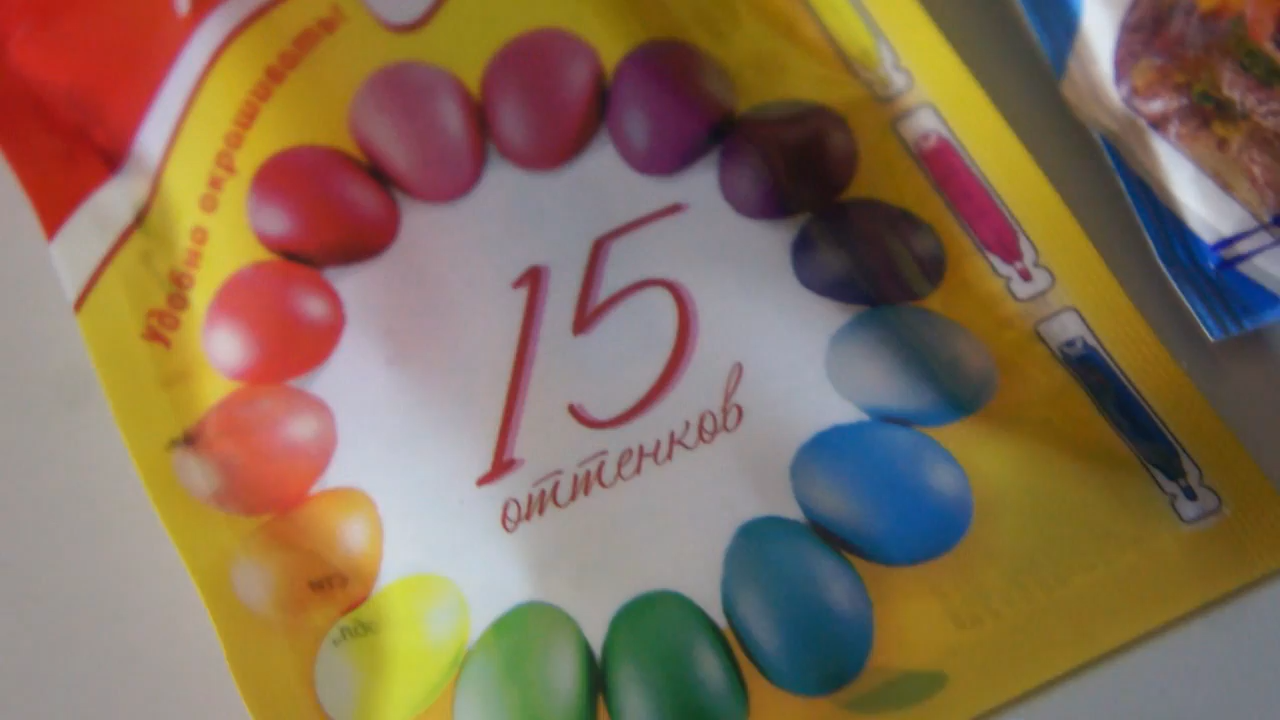 Удобно окрашивать!
15
оттенков